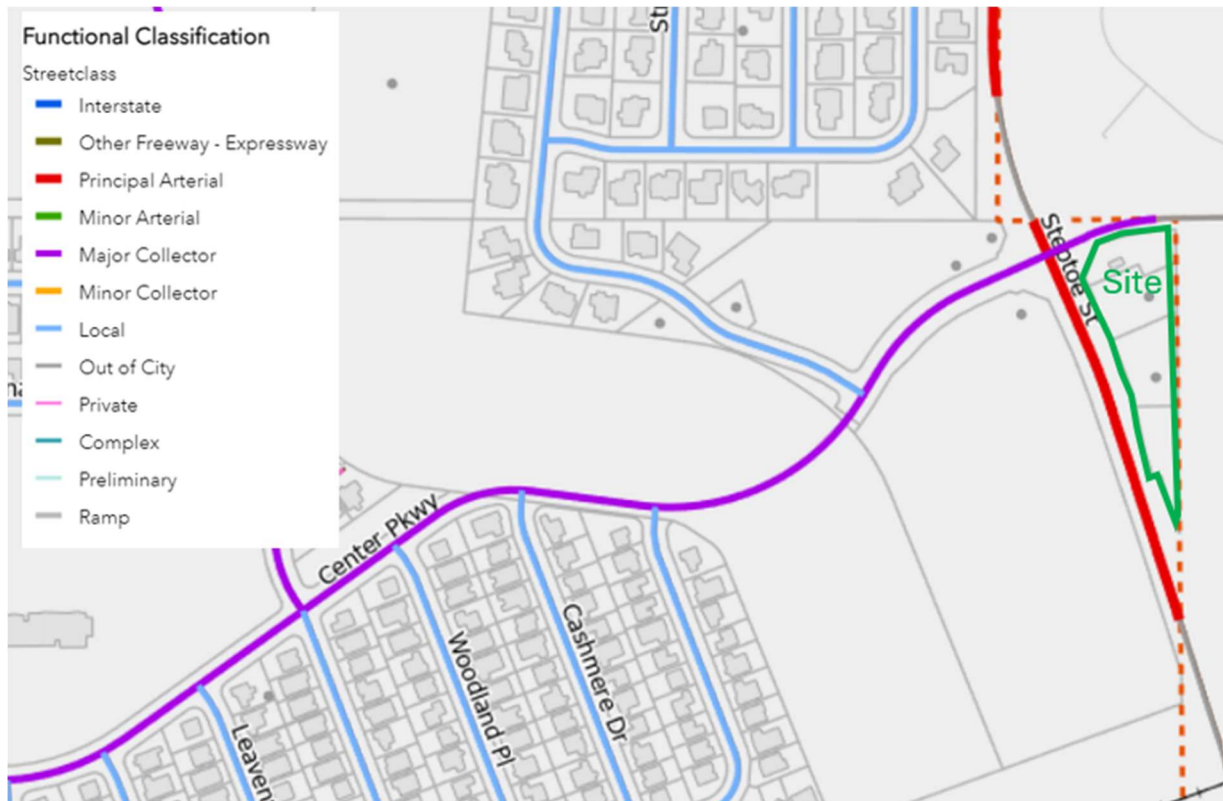 Functional Classification
Streetclass
Interstate
Other Freeway - Expressway
Principal Arterial
Minor Arterial
Major Collector
Minor Collector
Local
Out of City
Private
Complex
Preliminary
Ramp
Steptoe St
Site
Center Pkwy
Woodland Pl
Cashmere Dr
Leaven